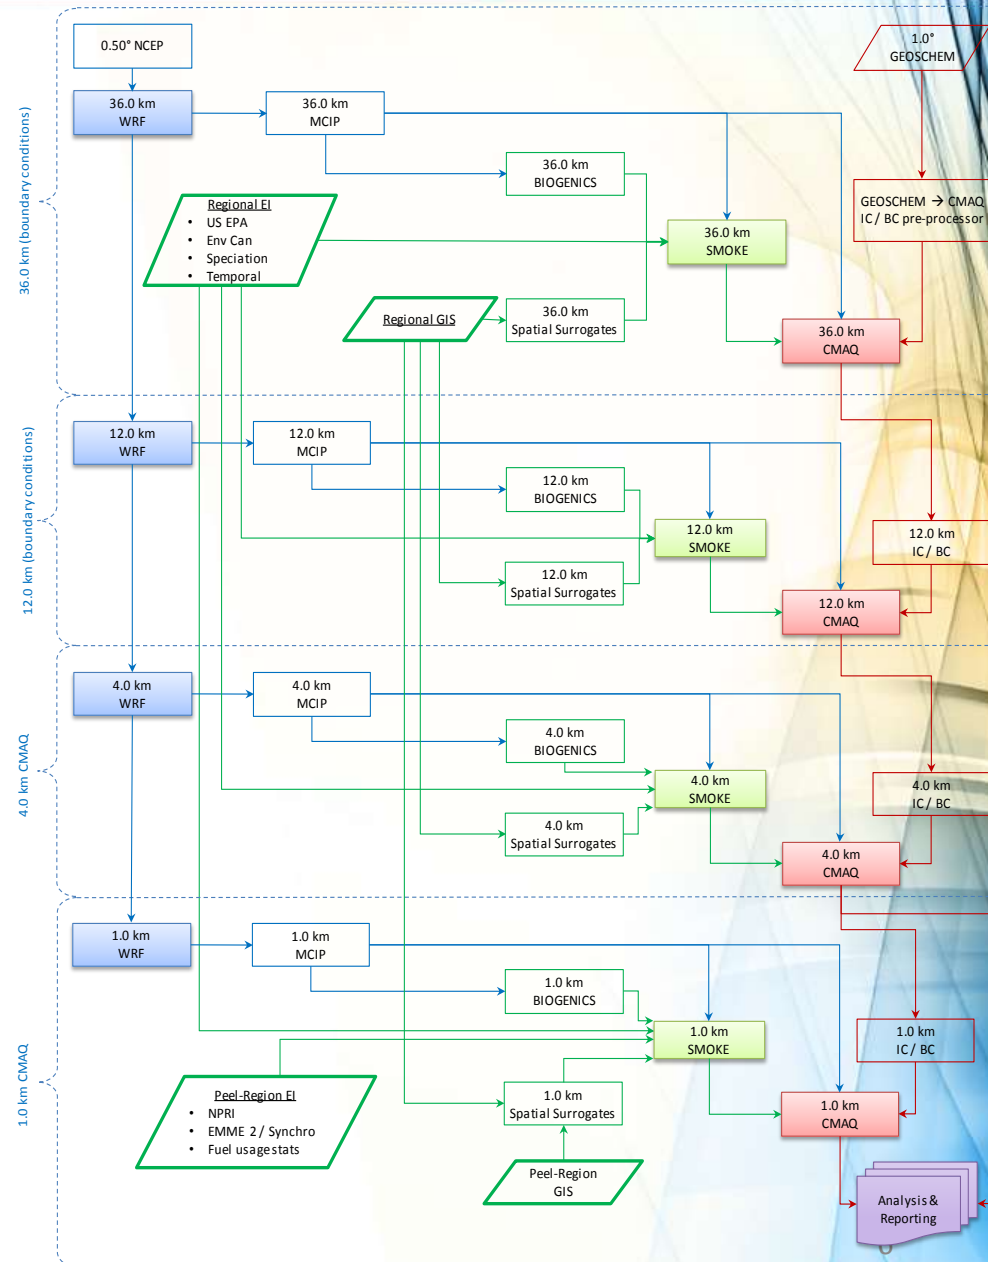 0.50° NCEP
1.0°
GEOSCHEM
36.0 km (boundary conditions)
36.0 km
WRF
36.0 km
MCIP
36.0 km
BIOGENICS
GEOSCHEM → CMAQ
IC / BC pre-processor
Regional EI
• US EPA
• Env Can
• Speciation
• Temporal
36.0 km
SMOKE
Regional GIS
36.0 km
Spatial Surrogates
36.0 km
CMAQ
12.0 km (boundary conditions)
12.0 km
WRF
12.0 km
MCIP
12.0 km
BIOGENICS
12.0 km
SMOKE
12.0 km
IC / BC
12.0 km
Spatial Surrogates
12.0 km
CMAQ
4.0 km CMAQ
4.0 km
WRF
4.0 km
MCIP
4.0 km
BIOGENICS
4.0 km
SMOKE
4.0 km
IC / BC
4.0 km
Spatial Surrogates
4.0 km
CMAQ
1.0 km CMAQ
1.0 km
WRF
1.0 km
MCIP
1.0 km
BIOGENICS
1.0 km
SMOKE
1.0 km
IC / BC
Peel-Region EI
• NPRI
• EMME 2 / Synchro
• Fuel usage stats
1.0 km
Spatial Surrogates
1.0 km
CMAQ
Peel-Region
GIS
Analysis &
Reporting